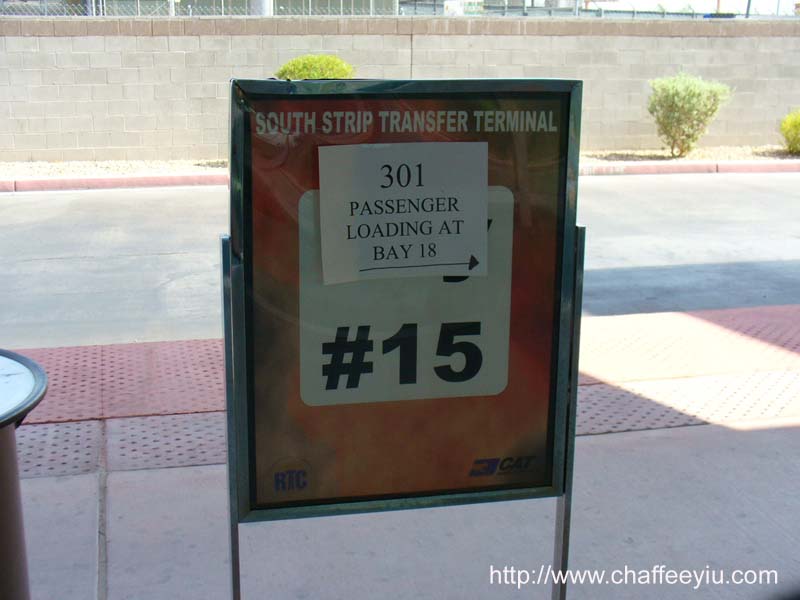 SOUTH STRIP TRANSFER TERMINAL
301
PASSENGER
LOADING AT
BAY 18
#15
RTC
CAT
http://www.chaffeeyiu.com